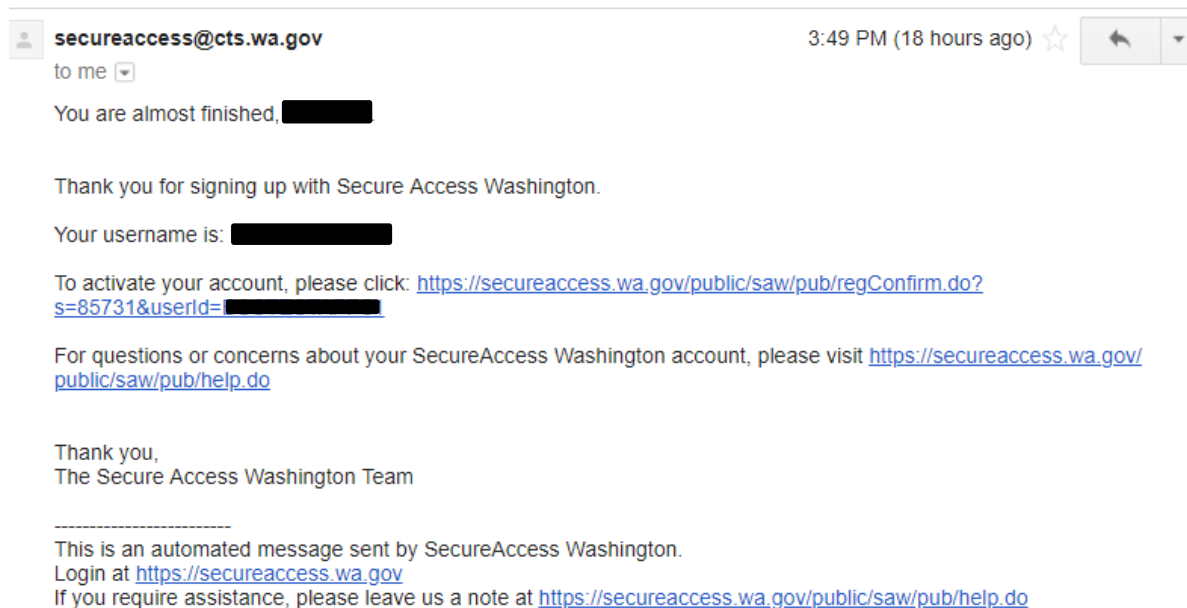 secureaccess@cts.wa.gov 3:49 PM (18 hours ago)
to me
You are almost finished,
Thank you for signing up with Secure Access Washington.
Your username is:
To activate your account, please click: https://secureaccess.wa.gov/public/saw/pub/regConfirm.do?
s=85731&userId=
For questions or concerns about your SecureAccess Washington account, please visit https://secureaccess.wa.gov/
public/saw/pub/help.do
Thank you,
The Secure Access Washington Team
-------------------------
This is an automated message sent by SecureAccess Washington.
Login at https://secureaccess.wa.gov
If you require assistance, please leave us a note at https://secureaccess.wa.gov/public/saw/pub/help.do